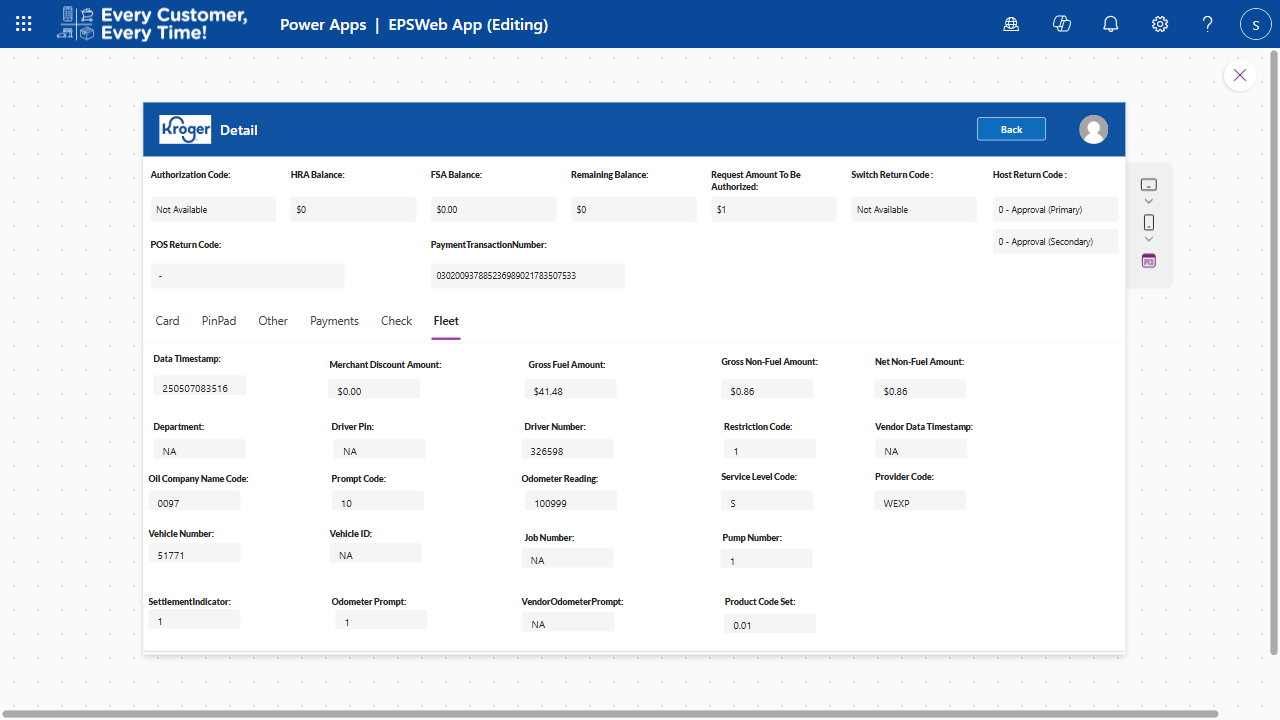 Every Customer,
Every Time!
Power Apps | EPSWeb App (Editing)
S
Kroger
Detail
Back
Authorization Code: HRA Balance: FSA Balance: Remaining Balance: Request Amount To Be Authorized: Switch Return Code : Host Return Code :
Not Available $0 $0.00 $0 $1 Not Available 0 - Approval (Primary)
POS Return Code: PaymentTransactionNumber: 0 - Approval (Secondary)
- 030200937885236989021783507533
Card PinPad Other Payments Check Fleet
Data Timestamp: Merchant Discount Amount: Gross Fuel Amount: Gross Non-Fuel Amount: Net Non-Fuel Amount:
250507083516 $0.00 $41.48 $0.86 $0.86
Department: Driver Pin: Driver Number: Restriction Code: Vendor Data Timestamp:
NA NA 326598 1 NA
Oil Company Name Code: Prompt Code: Odometer Reading: Service Level Code: Provider Code:
0097 10 100999 S WEXP
Vehicle Number: Vehicle ID: Job Number: Pump Number:
51771 NA NA 1
SettlementIndicator: Odometer Prompt: VendorOdometerPrompt: Product Code Set:
1 1 NA 0.01